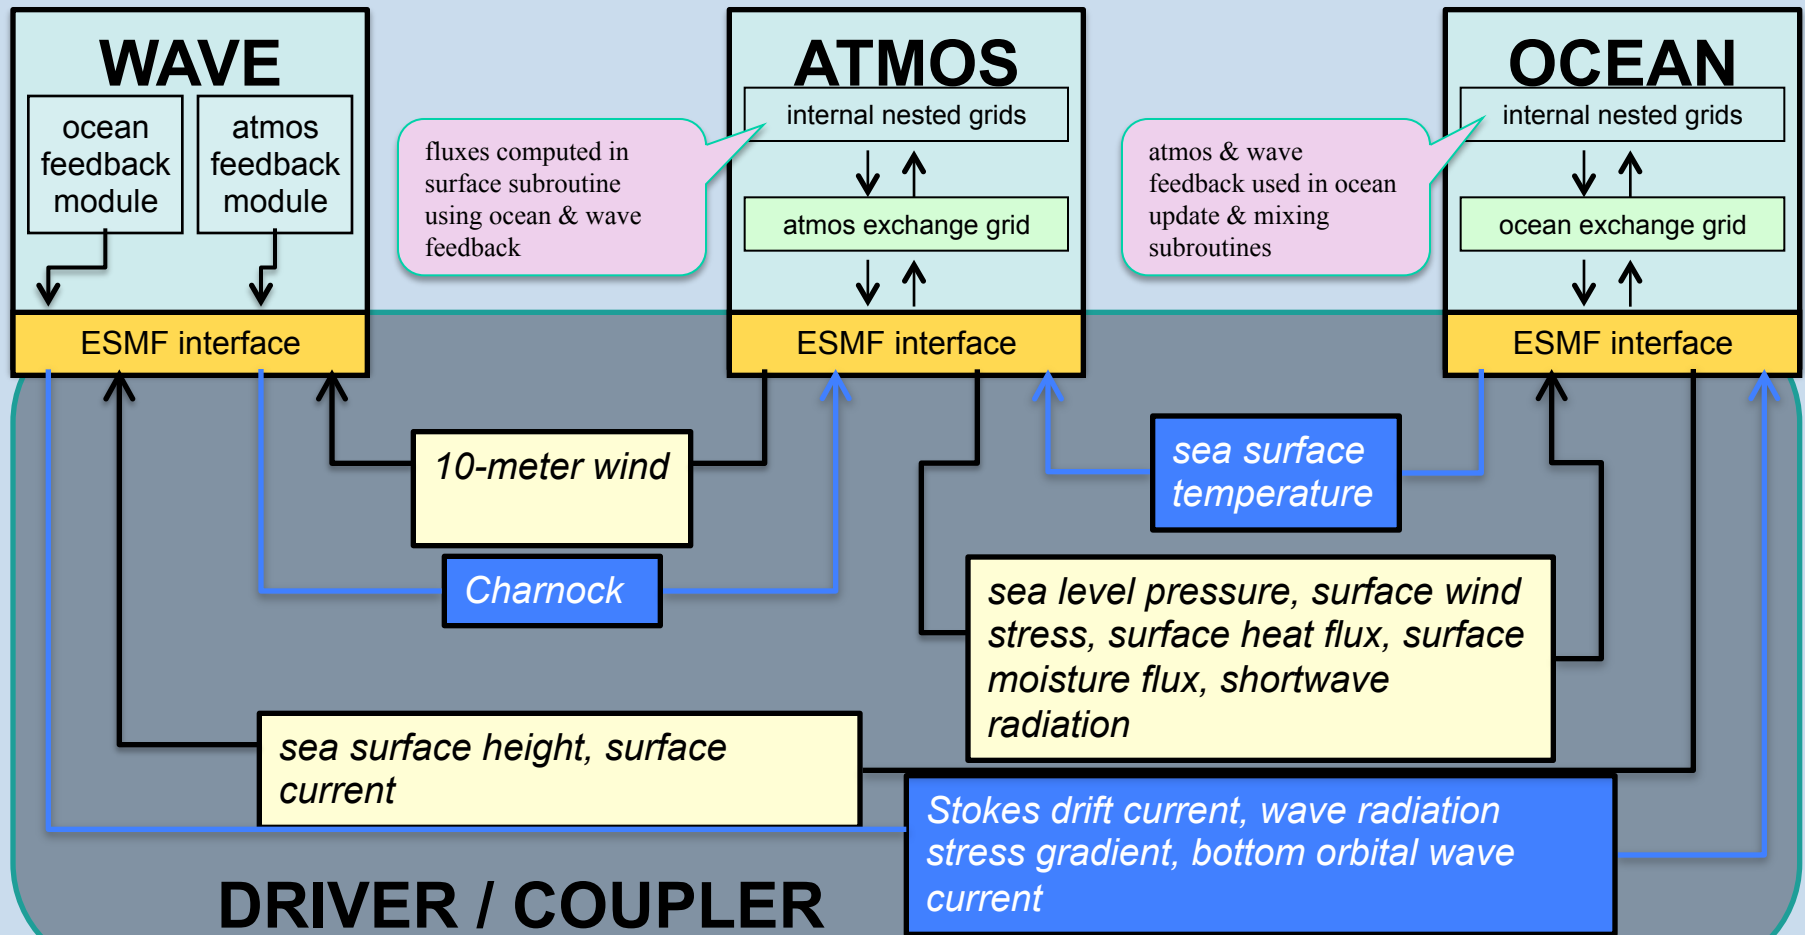 WAVE
ocean
feedback
module
atmos
feedback
module
ESMF interface
fluxes computed in
surface subroutine
using ocean & wave
feedback
ATMOS
internal nested grids
atmos exchange grid
ESMF interface
atmos & wave
feedback used in ocean
update & mixing
subroutines
OCEAN
internal nested grids
ocean exchange grid
ESMF interface
10-meter wind
Charnock
sea surface
temperature
sea level pressure, surface wind
stress, surface heat flux, surface
moisture flux, shortwave
radiation
sea surface height, surface
current
Stokes drift current, wave radiation
stress gradient, bottom orbital wave
current
DRIVER / COUPLER